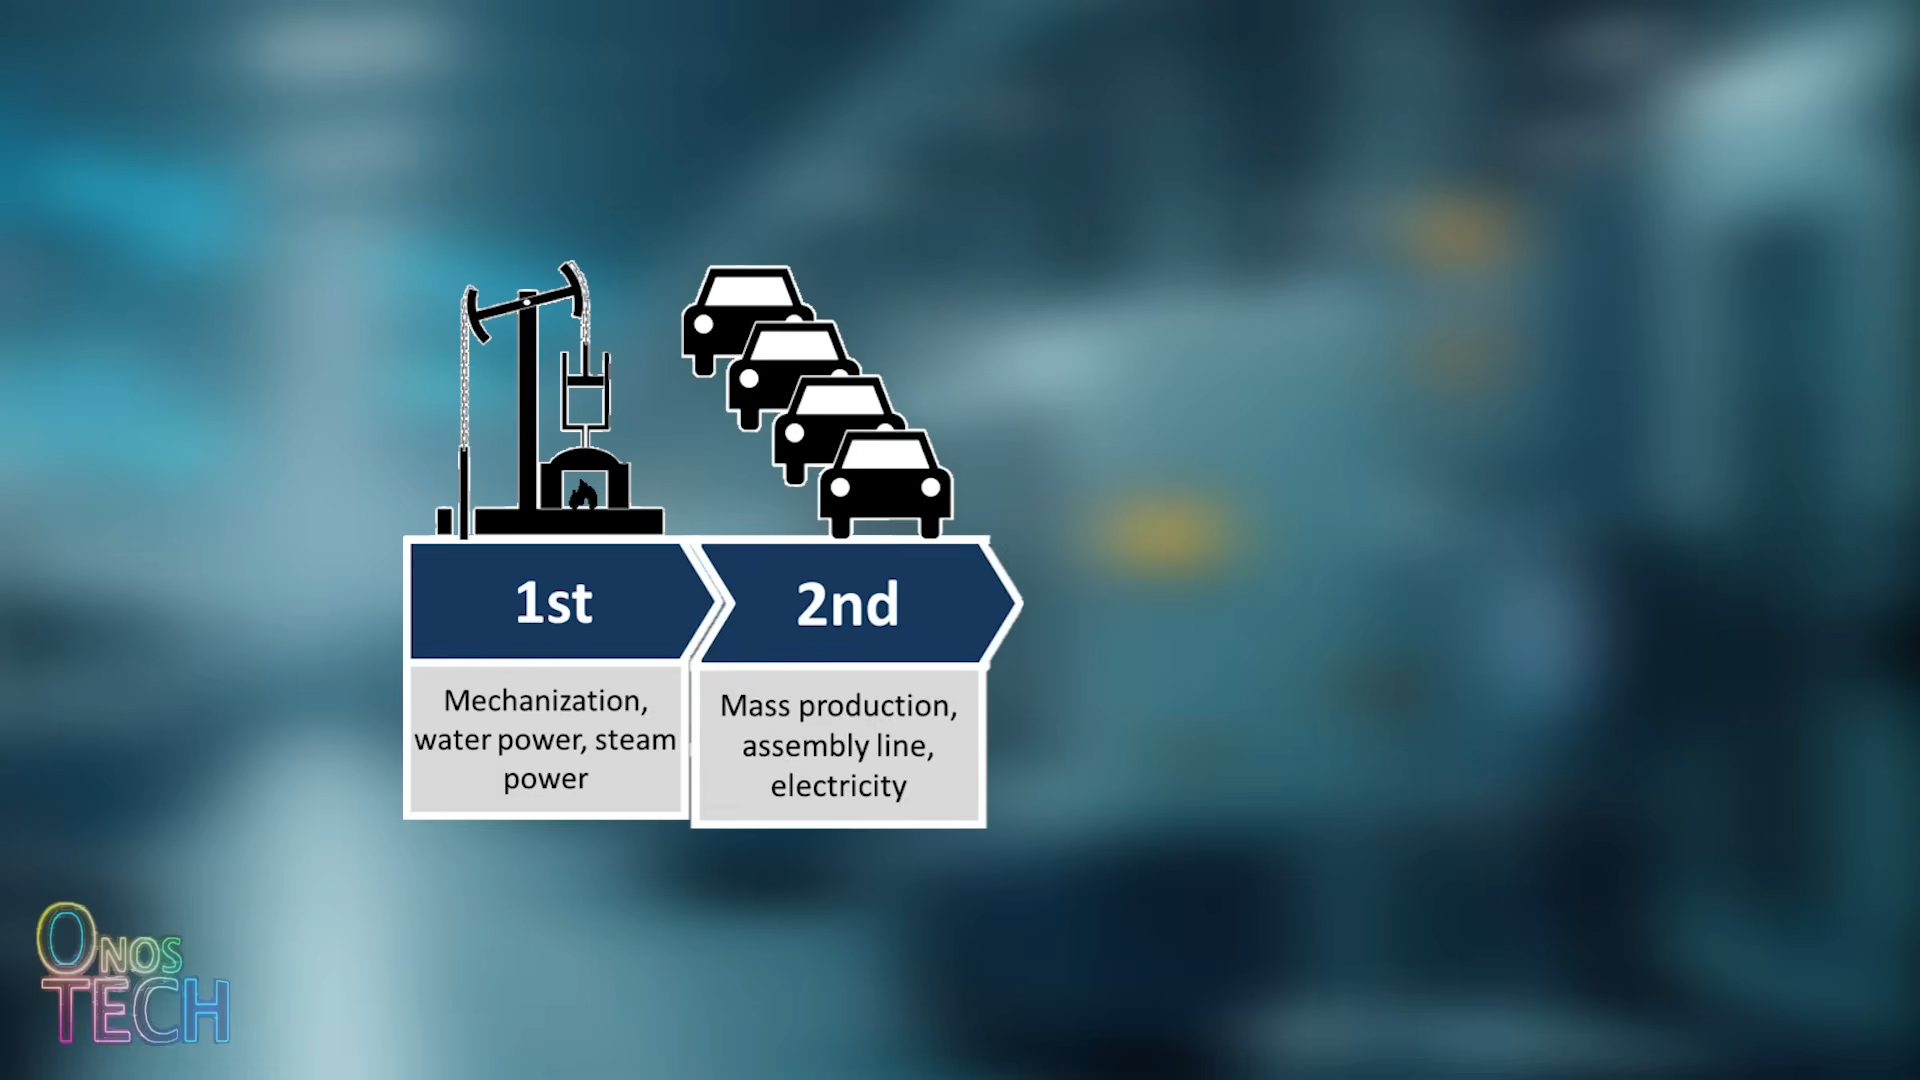 1st
Mechanization,
water power, steam
power
2nd
Mass production,
assembly line,
electricity
ONOS
TECH